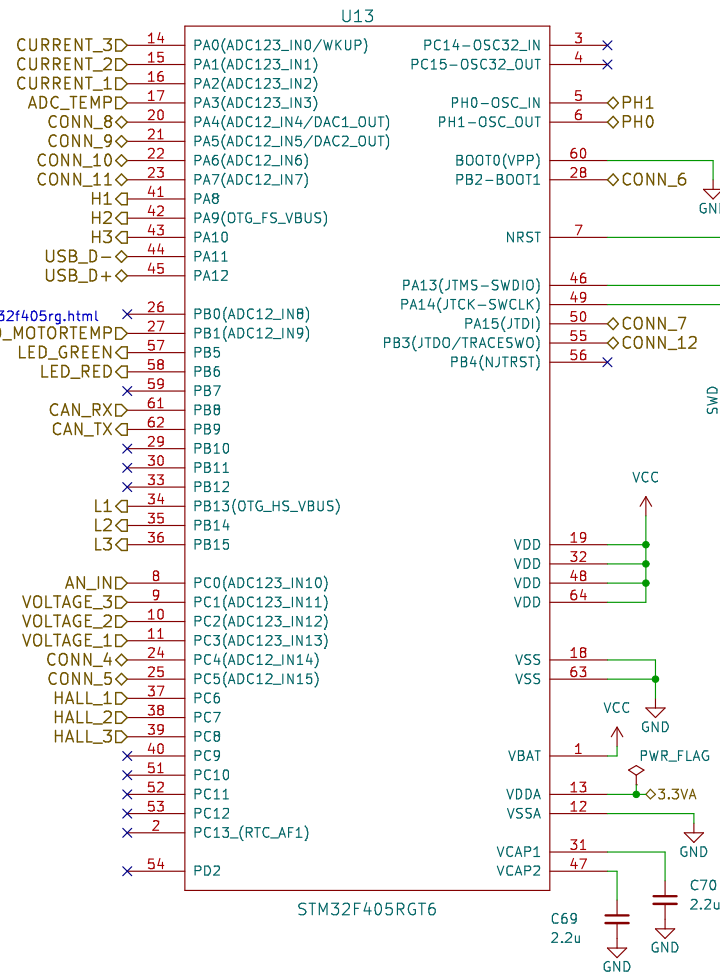 U13
CURRENT_3 14 PA0(ADC123_IN0/WKUP) PC14-OSC32_IN 3
CURRENT_2 15 PA1(ADC123_IN1) PC15-OSC32_OUT 4
CURRENT_1 16 PA2(ADC123_IN2)
ADC_TEMP 17 PA3(ADC123_IN3) PH0-OSC_IN 5 PH1
CONN_8 20 PA4(ADC12_IN4/DAC1_OUT) PH1-OSC_OUT 6 PH0
CONN_9 21 PA5(ADC12_IN5/DAC2_OUT)
CONN_10 22 PA6(ADC12_IN6) BOOT0(VPP) 60
CONN_11 23 PA7(ADC12_IN7) PB2-BOOT1 28 CONN_6
H1 41 PA8
GND
H2 42 PA9(OTG_FS_VBUS)
H3 43 PA10 NRST 7
USB_D- 44 PA11
USB_D+ 45 PA12 PA13(JTMS-SWDIO) 46
PA14(JTCK-SWCLK) 49
32f405rg.html 26 PB0(ADC12_IN8) PA15(JTDI) 50 CONN_7
_MOTORTEMP 27 PB1(ADC12_IN9) PB3(JTDO/TRACESWO) 55 CONN_12
LED_GREEN 57 PB5 PB4(NJTRST) 56
LED_RED 58 PB6
59 PB7
SWD
CAN_RX 61 PB8
CAN_TX 62 PB9
29 PB10
30 PB11
VCC
33 PB12
L1 34 PB13(OTG_HS_VBUS)
L2 35 PB14
L3 36 PB15 VDD 19
VDD 32
AN_IN 8 PC0(ADC123_IN10) VDD 48
VOLTAGE_3 9 PC1(ADC123_IN11) VDD 64
VOLTAGE_2 10 PC2(ADC123_IN12)
VOLTAGE_1 11 PC3(ADC123_IN13)
CONN_4 24 PC4(ADC12_IN14) VSS 18
CONN_5 25 PC5(ADC12_IN15) VSS 63
HALL_1 37 PC6
VCC
HALL_2 38 PC7
GND
HALL_3 39 PC8
40 PC9 VBAT 1 PWR_FLAG
51 PC10
52 PC11 VDDA 13 3.3VA
53 PC12 VSSA 12
2 PC13_(RTC_AF1)
GND
VCAP1 31
54 PD2 VCAP2 47
C70
2.2u
STM32F405RGT6
C69
2.2u
GND
GND